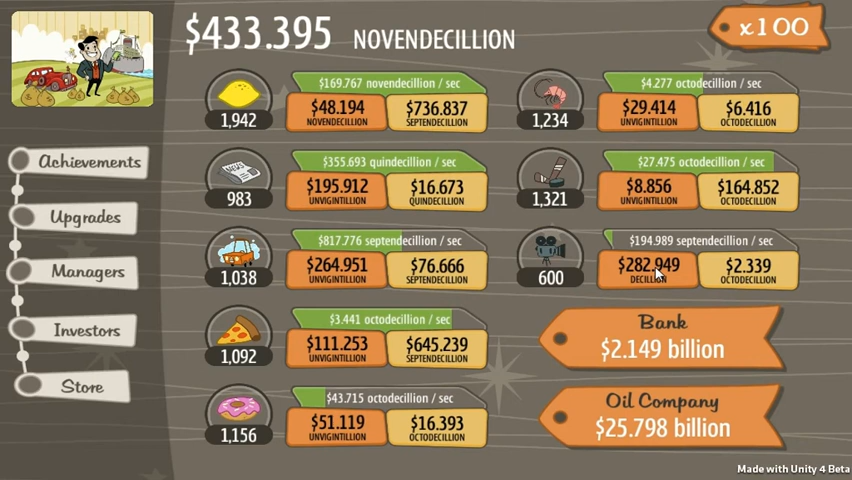 $433.395 NOVENDECILLION
x100
$169.767 novendecillion / sec
1,942
$48.194
NOVENDECILLION
$736.837
SEPTENDECILLION
$4.277 octodecillion / sec
1,234
$29.414
UNVIGINTILLION
$6.416
OCTODECILLION
Achievements
Upgrades
Managers
Investors
Store
$355.693 quindecillion / sec
NEWS
983
$195.912
UNVIGINTILLION
$16.673
QUINDECILLION
$27.475 octodecillion / sec
1,321
$8.856
UNVIGINTILLION
$164.852
OCTODECILLION
$817.776 septendecillion / sec
1,038
$264.951
UNVIGINTILLION
$76.666
SEPTENDECILLION
$194.989 septendecillion / sec
600
$282.949
DECILLION
$2.339
OCTODECILLION
$3.441 octodecillion / sec
1,092
$111.253
UNVIGINTILLION
$645.239
SEPTENDECILLION
Bank
$2.149 billion
$43.715 octodecillion / sec
1,156
$51.119
UNVIGINTILLION
$16.393
OCTODECILLION
Oil Company
$25.798 billion
Made with Unity 4 Beta